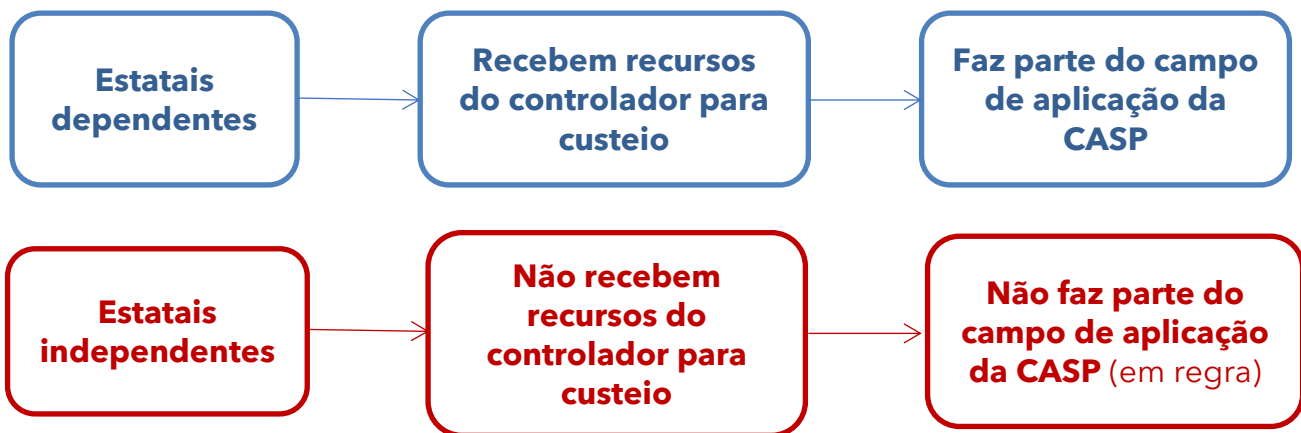 Estatais
dependentes
Recebem recursos
do controlador para
custeio
Faz parte do campo
de aplicação da
CASP
Estatais
independentes
Não recebem
recursos do
controlador para
custeio
Não faz parte do
campo de aplicação
da CASP (em regra)